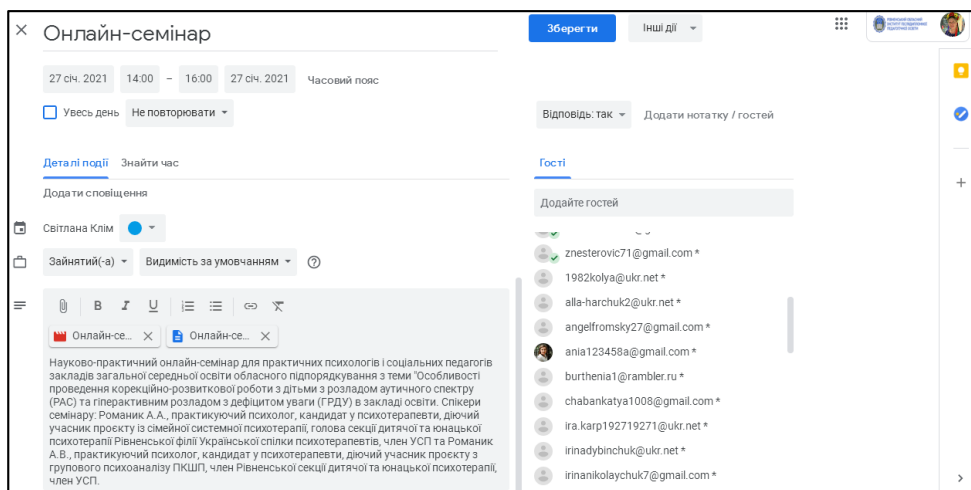 Онлайн-семінар
Зберегти
Інші дії
27 січ. 2021 14:00 – 16:00 27 січ. 2021 Часовий пояс
Увесь день Не повторювати
Відповідь: так Додати нотатку / гостей
Деталі події Знайти час
Гості
Додати сповіщення
Додайте гостей
Світлана Клім
Зайнятий(-а) Видимість за умовчанням
B I U
Онлайн-се... Онлайн-се...
Науково-практичний онлайн-семінар для практичних психологів і соціальних педагогів
закладів загальної середньої освіти обласного підпорядкування з теми "Особливості
проведення корекційно-розвиткової роботи з дітьми з розладом аутичного спектру
(РАС) та гіперактивним розладом з дефіцитом уваги (ГРДУ) в закладі освіти. Спікери
семінару: Романик А.А., практикуючий психолог, кандидат у психотерапевти, діючий
учасник проєкту із сімейної системної психотерапії, голова секції дитячої та юнацької
психотерапії Рівненської філії Української спілки психотерапевтів, член УСП та Романик
А.В., практикуючий психолог, кандидат у психотерапевти, діючий учасник проєкту з
групового психоаналізу ПКШП, член Рівненської секції дитячої та юнацької психотерапії,
член УСП.
znesterovic71@gmail.com *
1982kolya@ukr.net *
alla-harchuk2@ukr.net *
angelfromsky27@gmail.com *
ania123458a@gmail.com *
burthenia1@rambler.ru *
chabankatya1008@gmail.com *
ira.karp192719271@ukr.net *
irinadybinchuk@ukr.net *
irinanikolaychuk7@gmail.com *